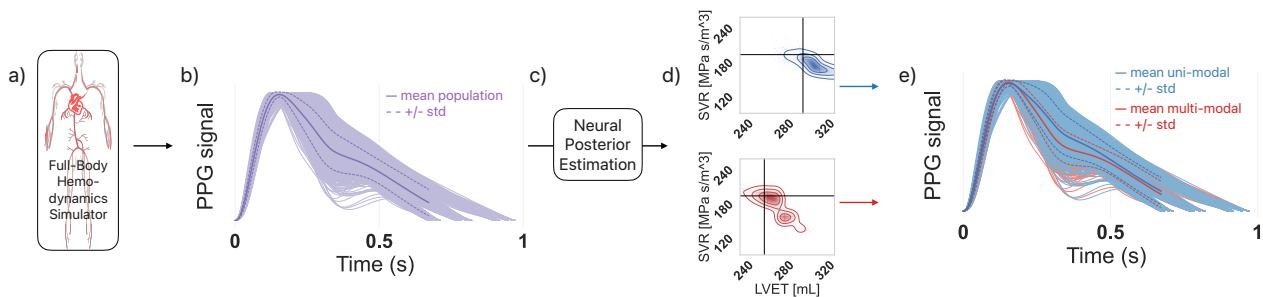 a)
Full-Body
Hemo-
dynamics
Simulator
b)
PPG signal
mean population
+/- std
0
0.5
1
Time (s)
c)
Neural
Posterior
Estimation
d)
SVR [MPa s/m^3]
240
180
120
240
280
320
SVR [MPa s/m^3]
240
180
120
240
280
320
LVET [mL]
e)
PPG signal
mean uni-modal
+/- std
mean multi-modal
+/- std
0
0.5
1
Time (s)